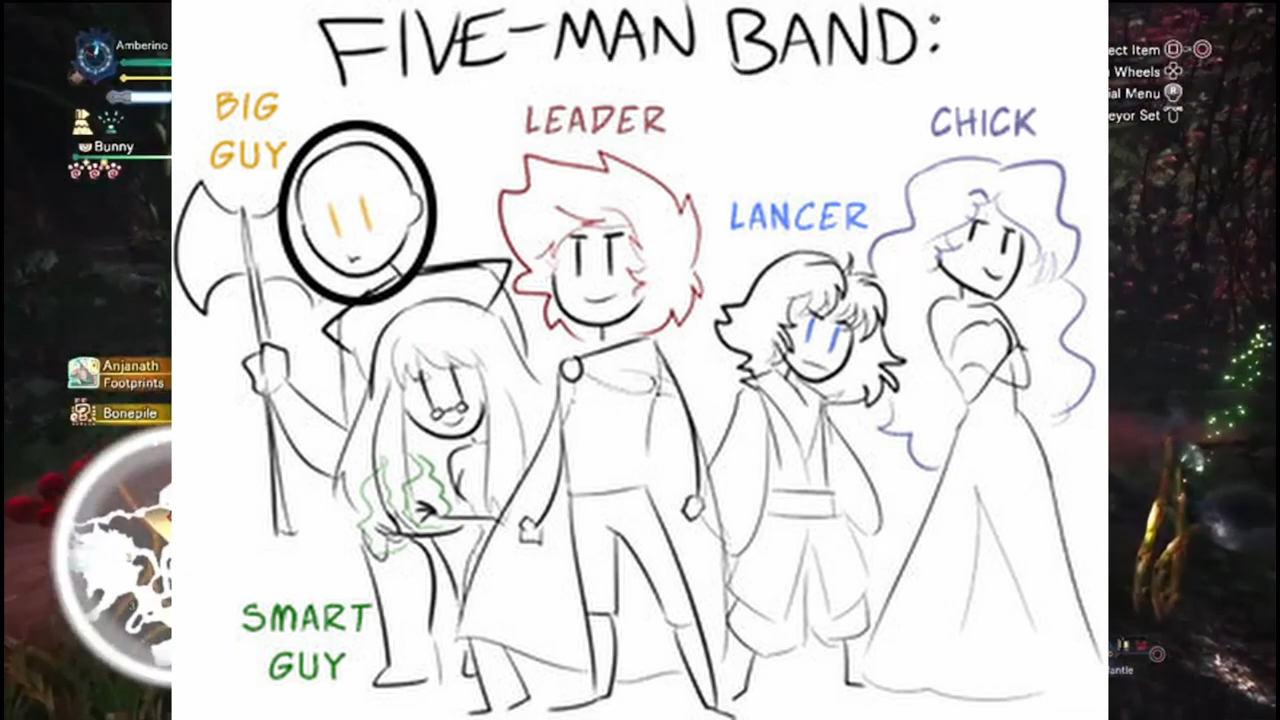 FIVE-MAN BAND:
BIG
GUY
LEADER
CHICK
LANCER
SMART
GUY
Amberino
Bunny
Anjanath
Footprints
Bonepile
ect Item
Wheels
ial Menu
eyor Set
antle